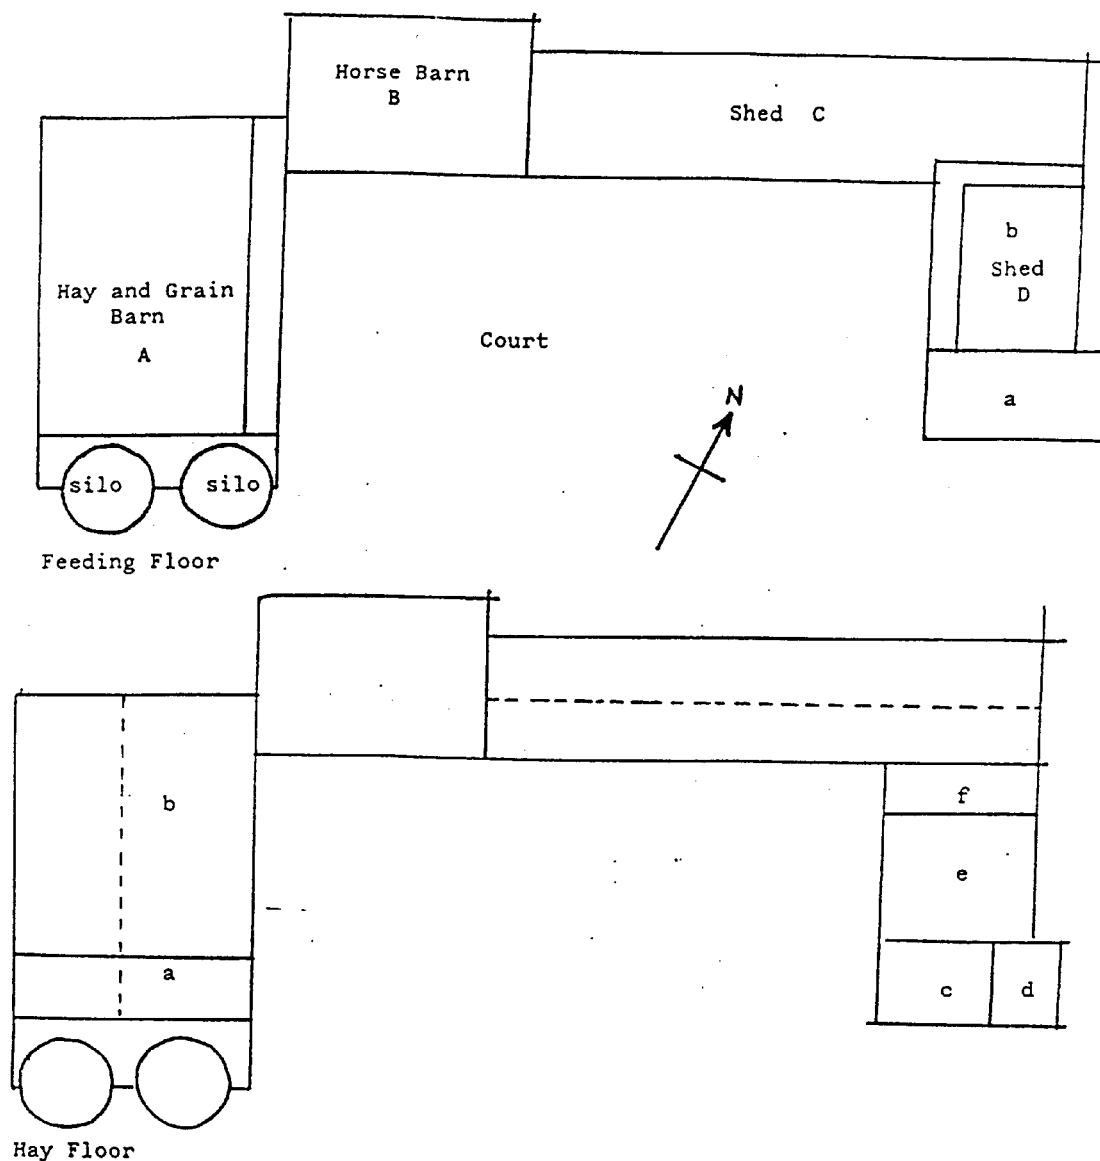 Horse Barn
B
Shed C
b
Shed
D
Hay and Grain
Barn
A
Court
a
N
silo silo
Feeding Floor
b
f
e
a
c d
Hay Floor